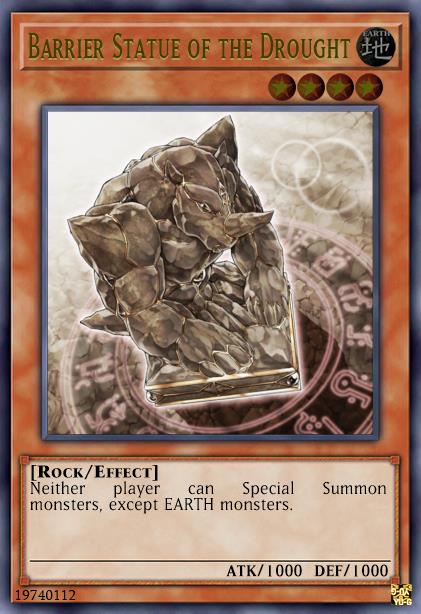 BARRIER STATUE OF THE DROUGHT
EARTH
地
[ROCK/EFFECT]
Neither player can Special Summon
monsters, except EARTH monsters.
ATK/1000 DEF/1000
19740112